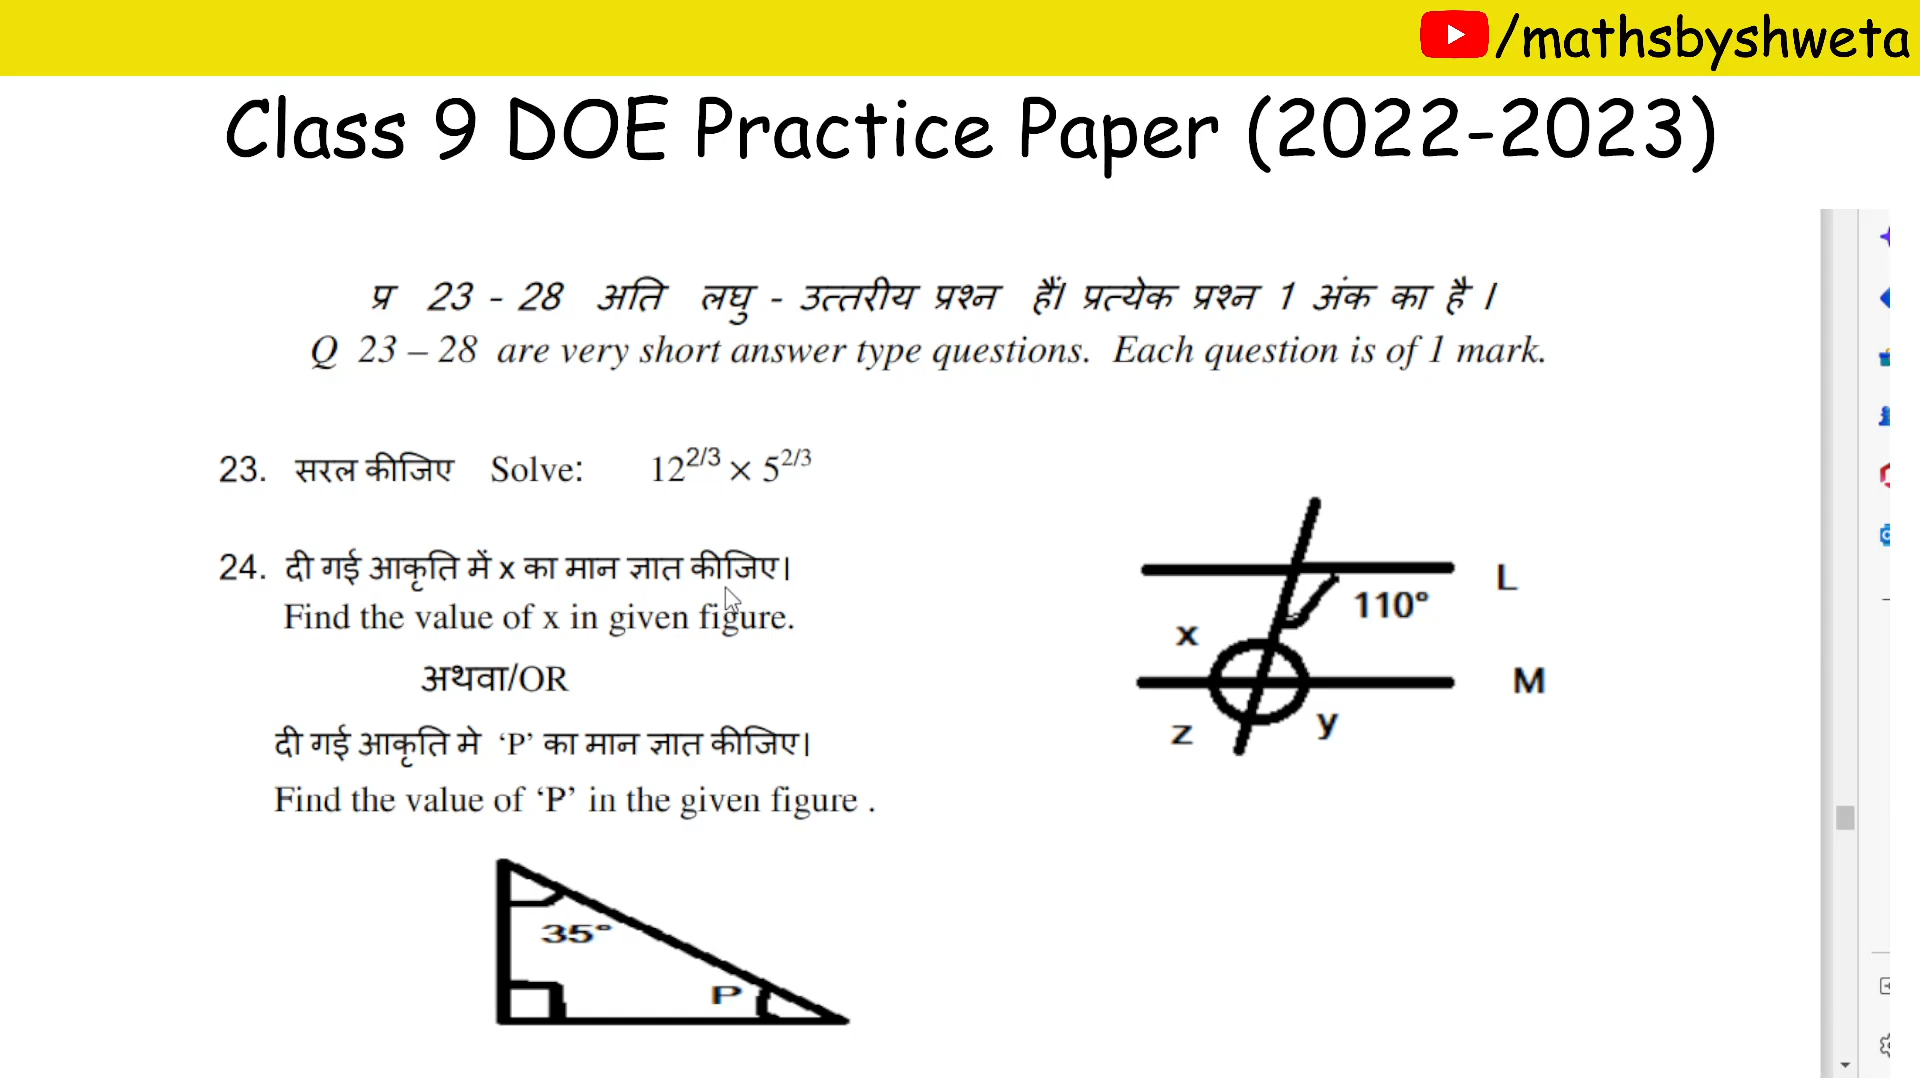 /mathsbyshweta
Class 9 DOE Practice Paper (2022-2023)
प्र 23 - 28 अति लघु - उत्तरीय प्रश्न हैं। प्रत्येक प्रश्न 1 अंक का है ।
Q 23 – 28 are very short answer type questions. Each question is of 1 mark.
23. सरल कीजिए Solve: 12^2/3 × 5^2/3
24. दी गई आकृति में x का मान ज्ञात कीजिए।
Find the value of x in given figure.
अथवा/OR
दी गई आकृति मे ‘P’ का मान ज्ञात कीजिए।
Find the value of ‘P’ in the given figure .
L
110°
x
M
z
y
35°
P